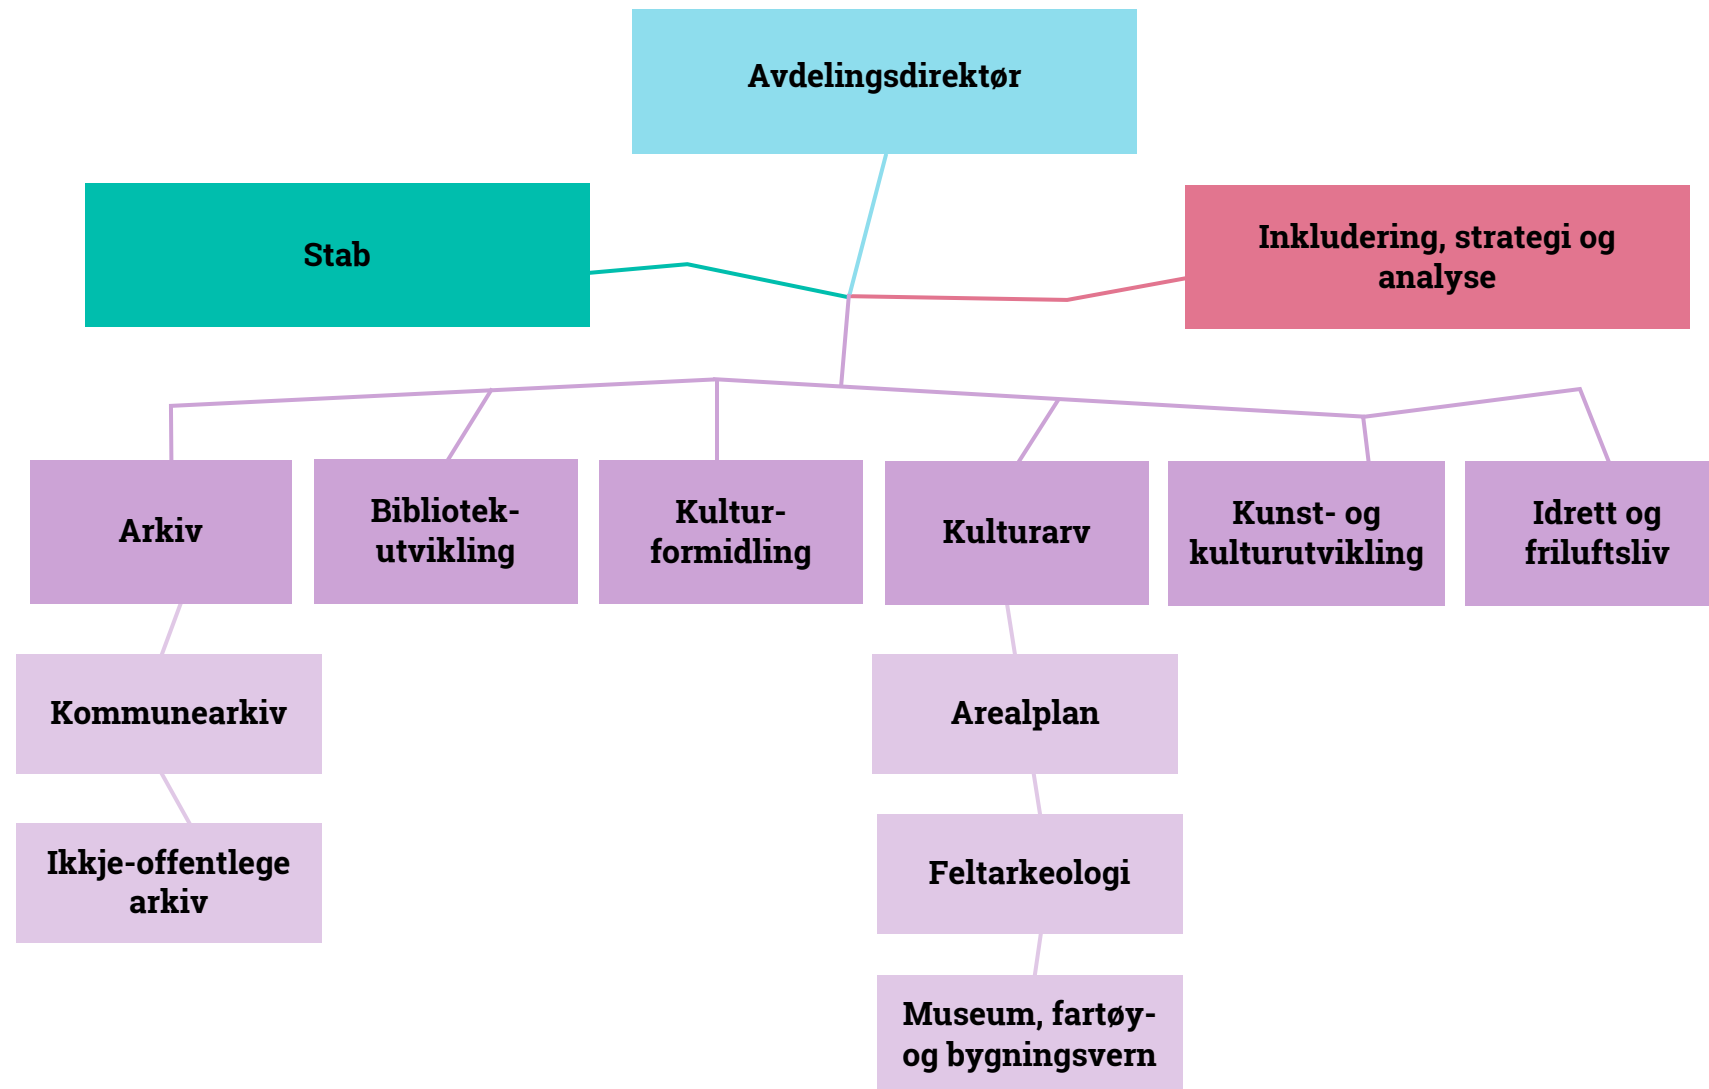 Avdelingsdirektør
Stab
Inkludering, strategi og
analyse
Arkiv
Bibliotek-
utvikling
Kultur-
formidling
Kulturarv
Kunst- og
kulturutvikling
Idrett og
friluftsliv
Kommunearkiv
Arealplan
Ikkje-offentlege
arkiv
Feltarkeologi
Museum, fartøy-
og bygningsvern